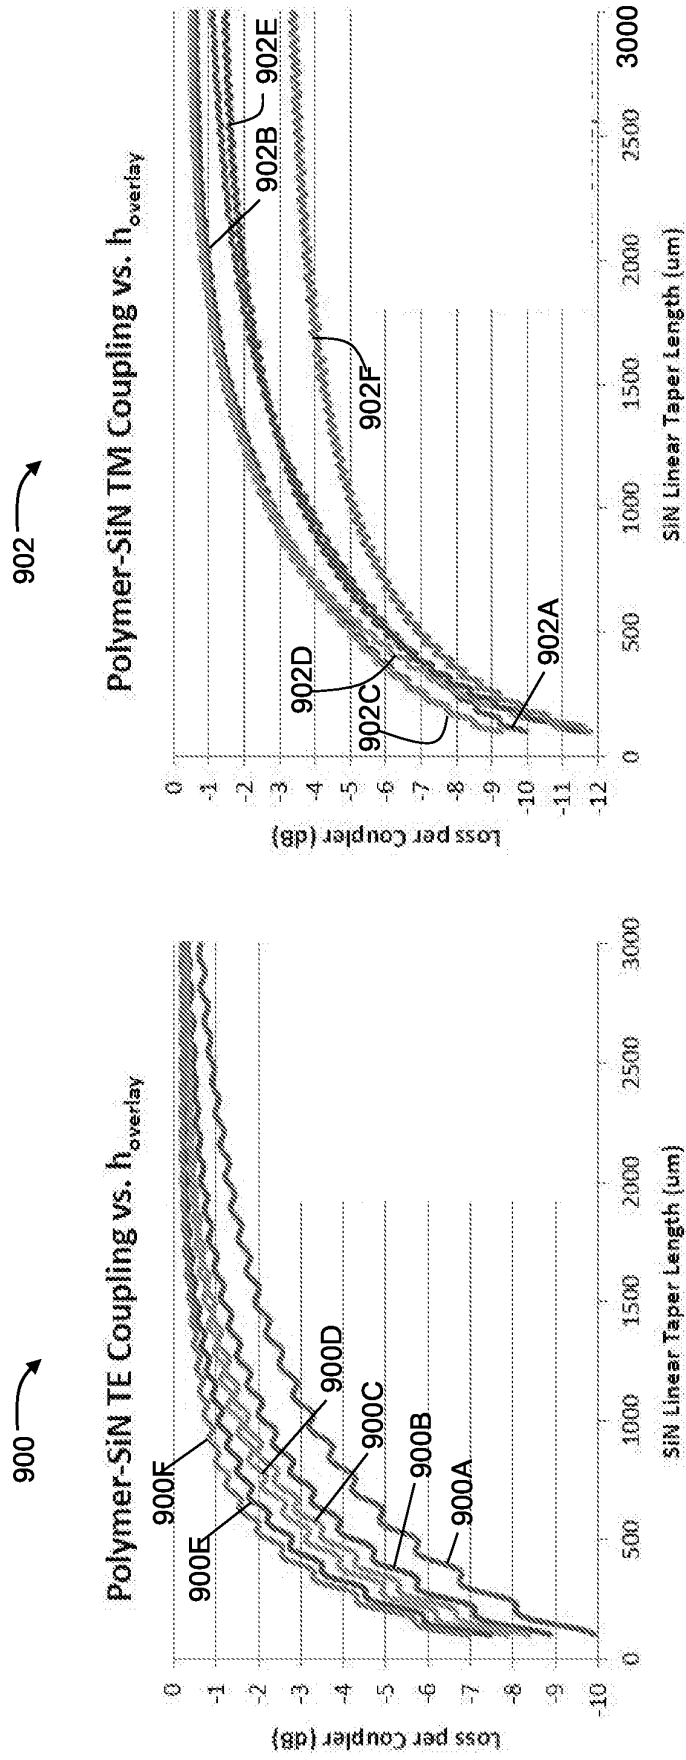 900
Polymer-SiN TE Coupling vs. h overlay
0
-1
-2
-3
-4
-5
-6
-7
-8
-9
-10
Loss per Coupler (dB)
900F
900E
900D
900C
900B
900A
0
500
1000
1500
2000
2500
3000
SiN Linear Taper Length (um)
902
Polymer-SiN TM Coupling vs. h overlay
0
-1
-2
-3
-4
-5
-6
-7
-8
-9
-10
-11
-12
Loss per Coupler (dB)
902E
902B
902F
902D
902C
902A
0
500
1000
1500
2000
2500
3000
SiN Linear Taper Length (um)